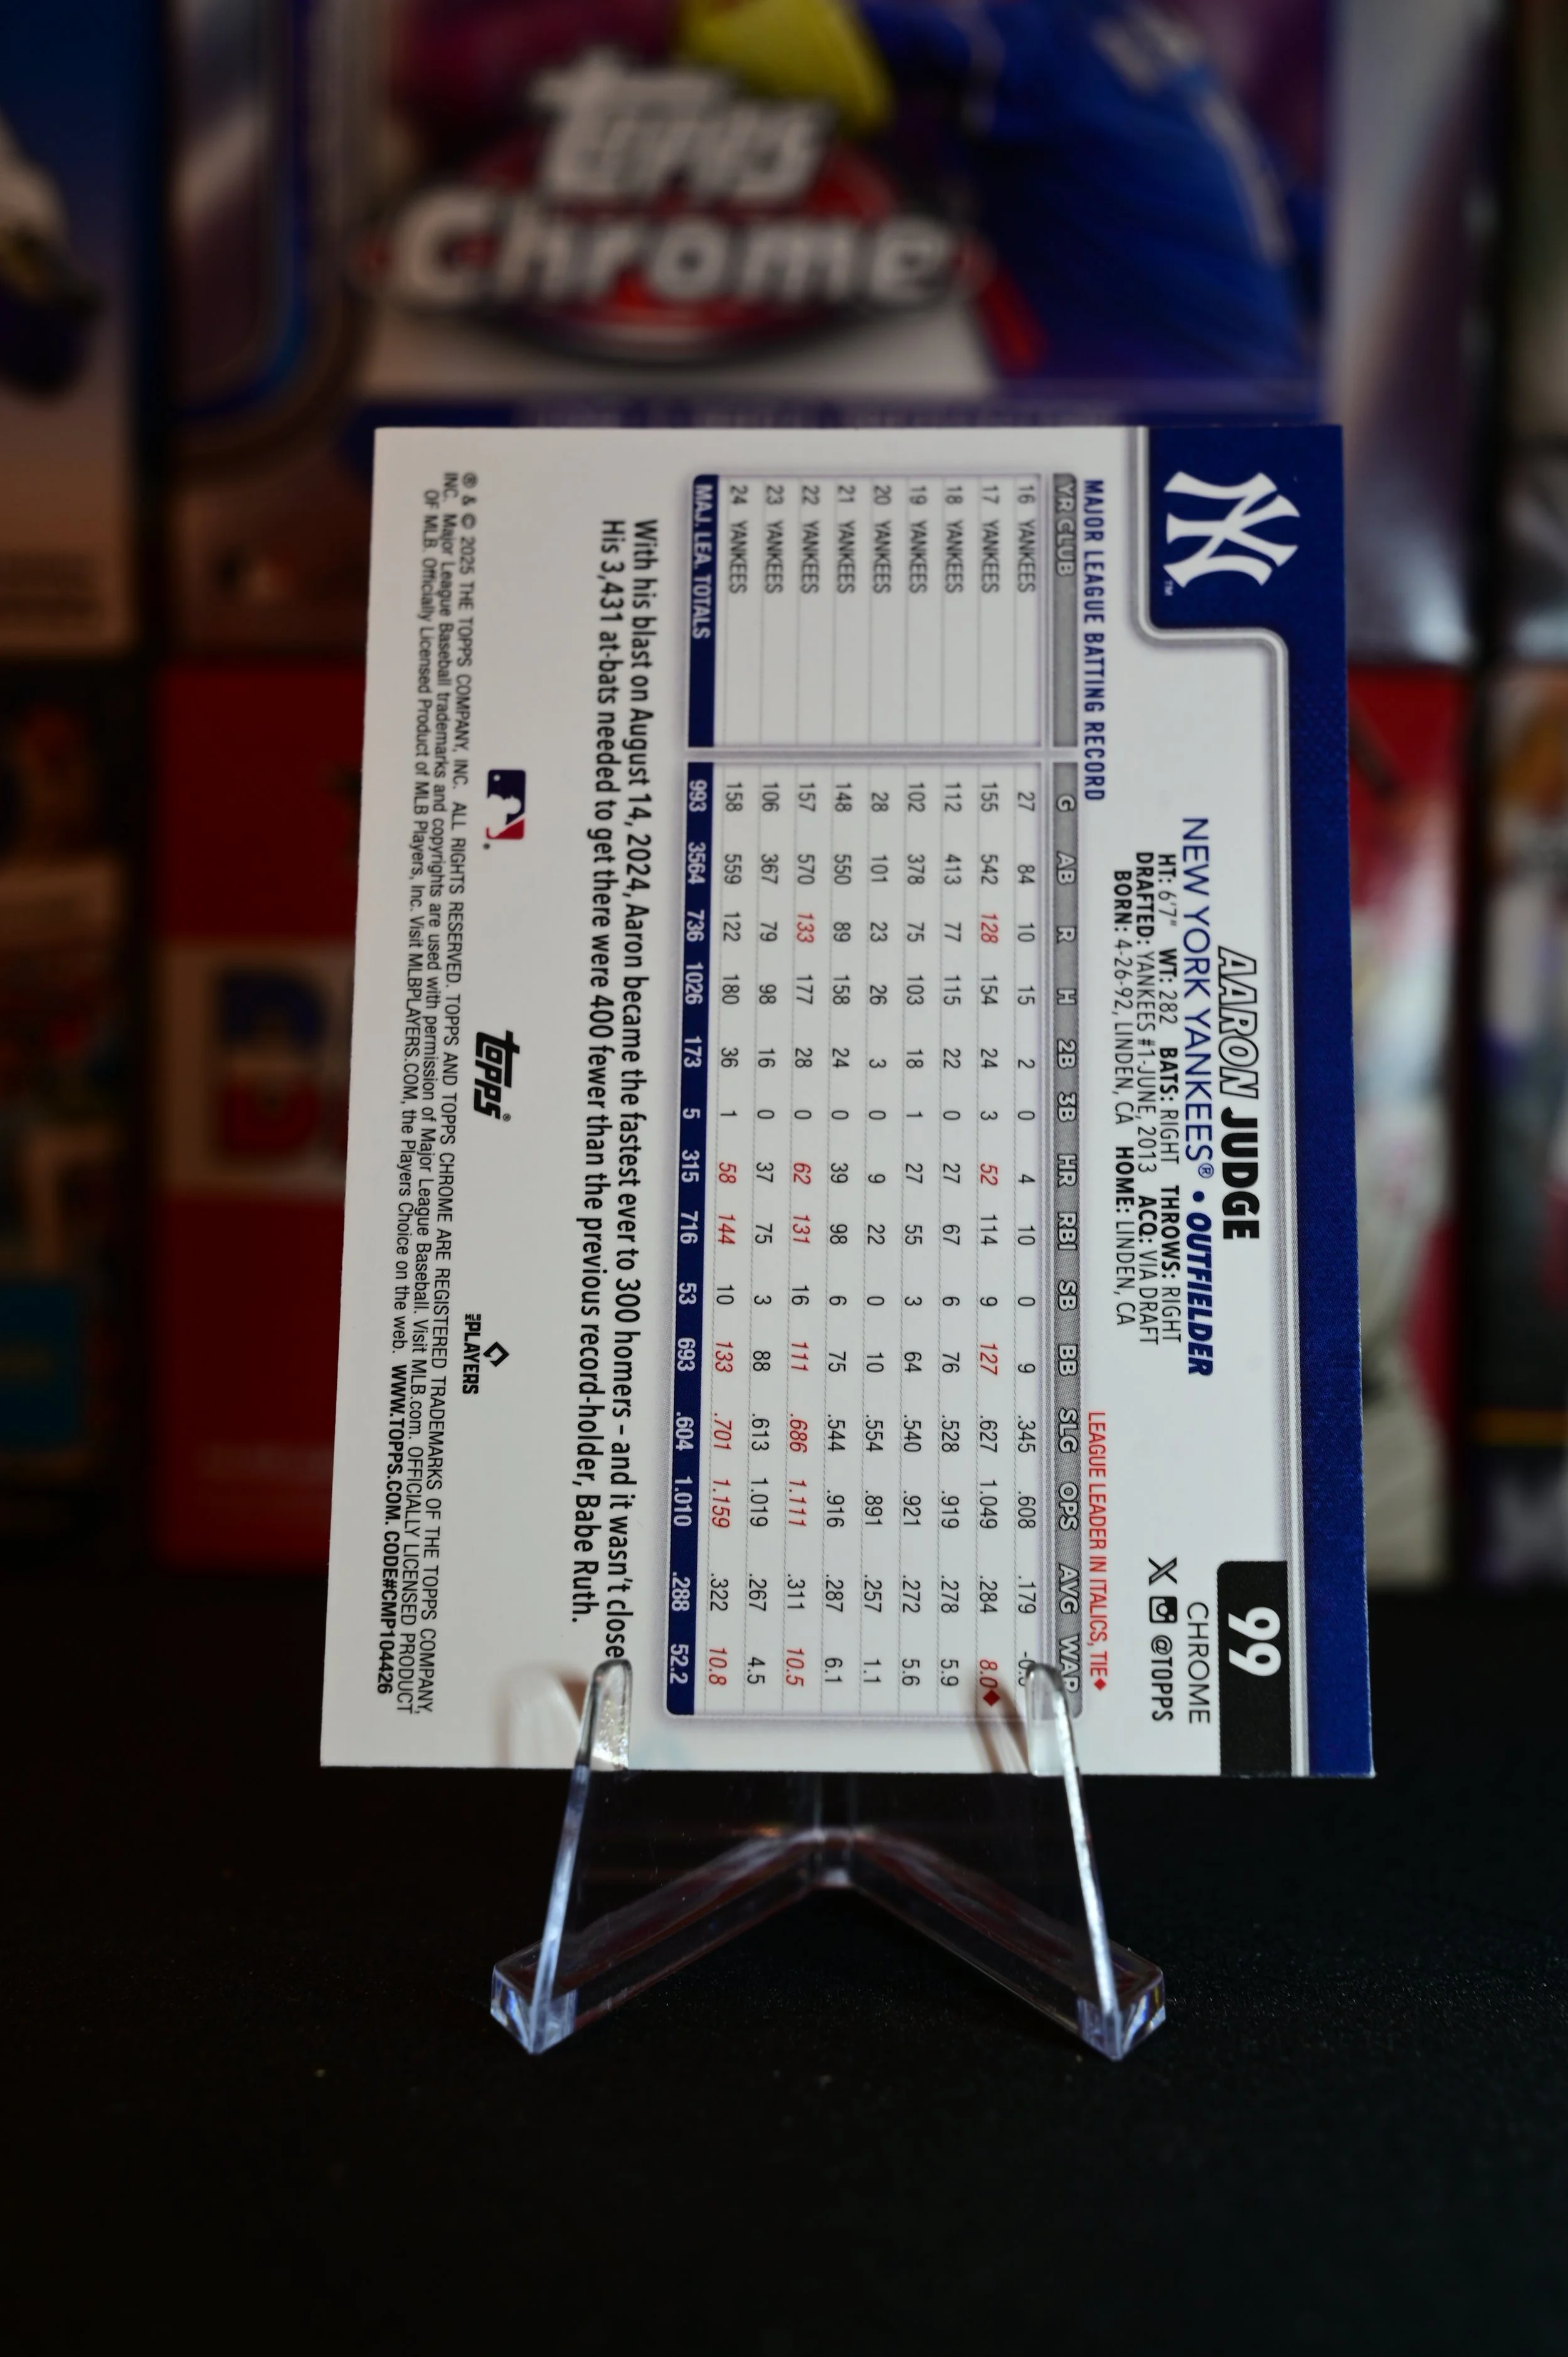 Topps
Chrome
NY
TM
AARON JUDGE
NEW YORK YANKEES® • OUTFIELDER
HT: 6'7" WT: 282 BATS: RIGHT THROWS: RIGHT
DRAFTED: YANKEES #1-JUNE, 2013 ACQ: VIA DRAFT
BORN: 4-26-92, LINDEN, CA HOME: LINDEN, CA
99
CHROME
X @TOPPS
MAJOR LEAGUE BATTING RECORD LEAGUE LEADER IN ITALICS, TIE♦
YR CLUB G AB R H 2B 3B HR RBI SB BB SLG OPS AVG WAR
16 YANKEES 27 84 10 15 2 0 4 10 0 9 .345 .608 .179
17 YANKEES 155 542 128 154 24 3 52 114 9 127 .627 1.049 .284 8.0♦
18 YANKEES 112 413 77 115 22 0 27 67 6 76 .528 .919 .278 5.9
19 YANKEES 102 378 75 103 18 1 27 55 3 64 .540 .921 .272 5.6
20 YANKEES 28 101 23 26 3 0 9 22 0 10 .554 .891 .257 1.1
21 YANKEES 148 550 89 158 24 0 39 98 6 75 .544 .916 .287 6.1
22 YANKEES 157 570 133 177 28 0 62 131 16 111 .686 1.111 .311 10.5
23 YANKEES 106 367 79 98 16 0 37 75 3 88 .613 1.019 .267 4.5
24 YANKEES 158 559 122 180 36 1 58 144 10 133 .701 1.159 .322 10.8
MAJ. LEA. TOTALS 993 3564 736 1026 173 5 315 716 53 693 .604 1.010 .288 52.2
With his blast on August 14, 2024, Aaron became the fastest ever to 300 homers – and it wasn't close
His 3,431 at-bats needed to get there were 400 fewer than the previous record-holder, Babe Ruth.
topps®
MLB PLAYERS
® & © 2025 THE TOPPS COMPANY, INC. ALL RIGHTS RESERVED. TOPPS AND TOPPS CHROME ARE REGISTERED TRADEMARKS OF THE TOPPS COMPANY,
INC. Major League Baseball trademarks and copyrights are used with permission of Major League Baseball. Visit MLB.com. OFFICIALLY LICENSED PRODUCT
OF MLB. Officially Licensed Product of MLB Players, Inc. Visit MLBPLAYERS.COM, the Players Choice on the web. WWW.TOPPS.COM. CODE#CMP104426